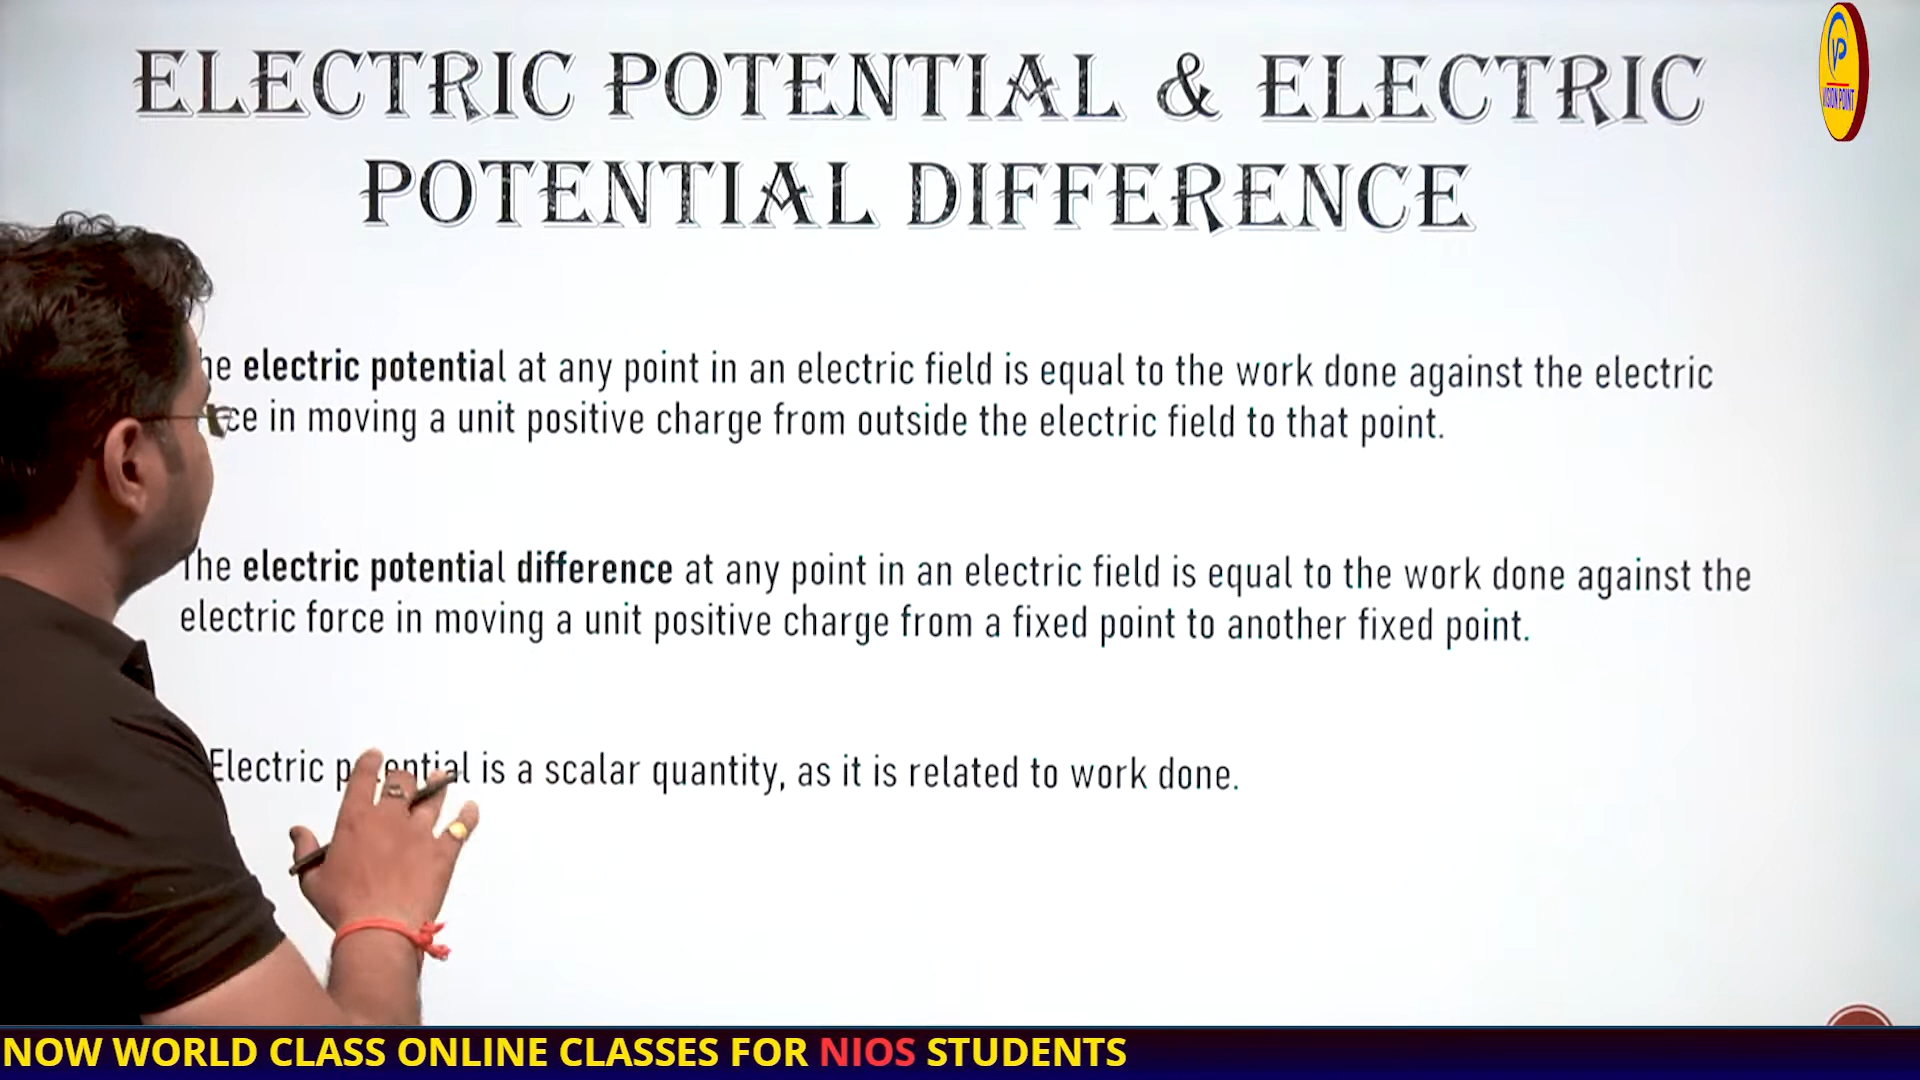 ELECTRIC POTENTIAL & ELECTRIC
POTENTIAL DIFFERENCE
VP
VISION POINT
electric potential at any point in an electric field is equal to the work done against the electric
in moving a unit positive charge from outside the electric field to that point.
The electric potential difference at any point in an electric field is equal to the work done against the
electric force in moving a unit positive charge from a fixed point to another fixed point.
Electric potential is a scalar quantity, as it is related to work done.
NOW WORLD CLASS ONLINE CLASSES FOR NIOS STUDENTS